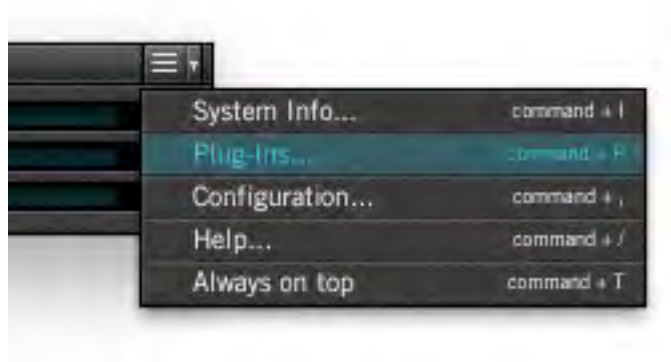 System Info... command + I
Plug-Ins... command + P
Configuration... command + ,
Help... command + /
Always on top command + T